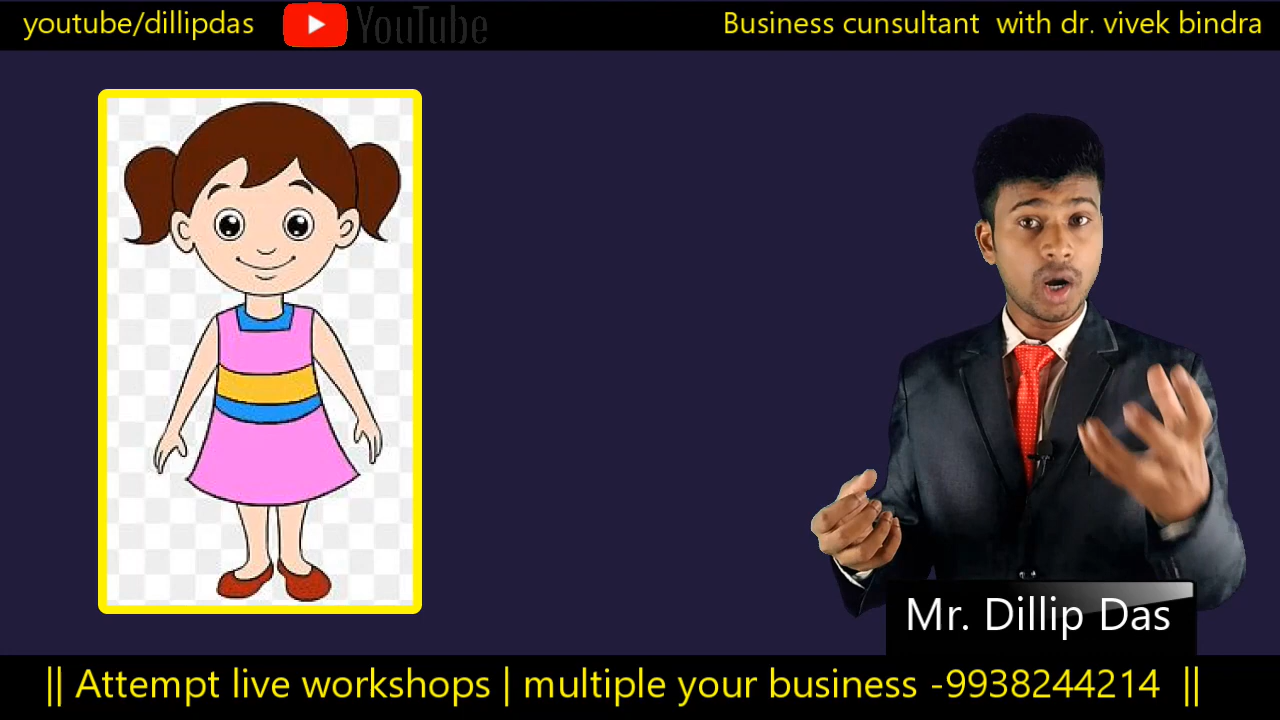 youtube/dillipdas
YouTube
Business cunsultant with dr. vivek bindra
Mr. Dillip Das
|| Attempt live workshops | multiple your business -9938244214 ||